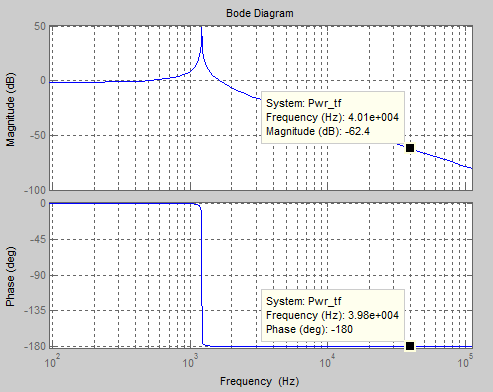 Bode Diagram
50
0
-50
-100
Magnitude (dB)
System: Pwr_tf
Frequency (Hz): 4.01e+004
Magnitude (dB): -62.4
0
-45
-90
-135
-180
Phase (deg)
System: Pwr_tf
Frequency (Hz): 3.98e+004
Phase (deg): -180
10^2 10^3 10^4 10^5
Frequency (Hz)